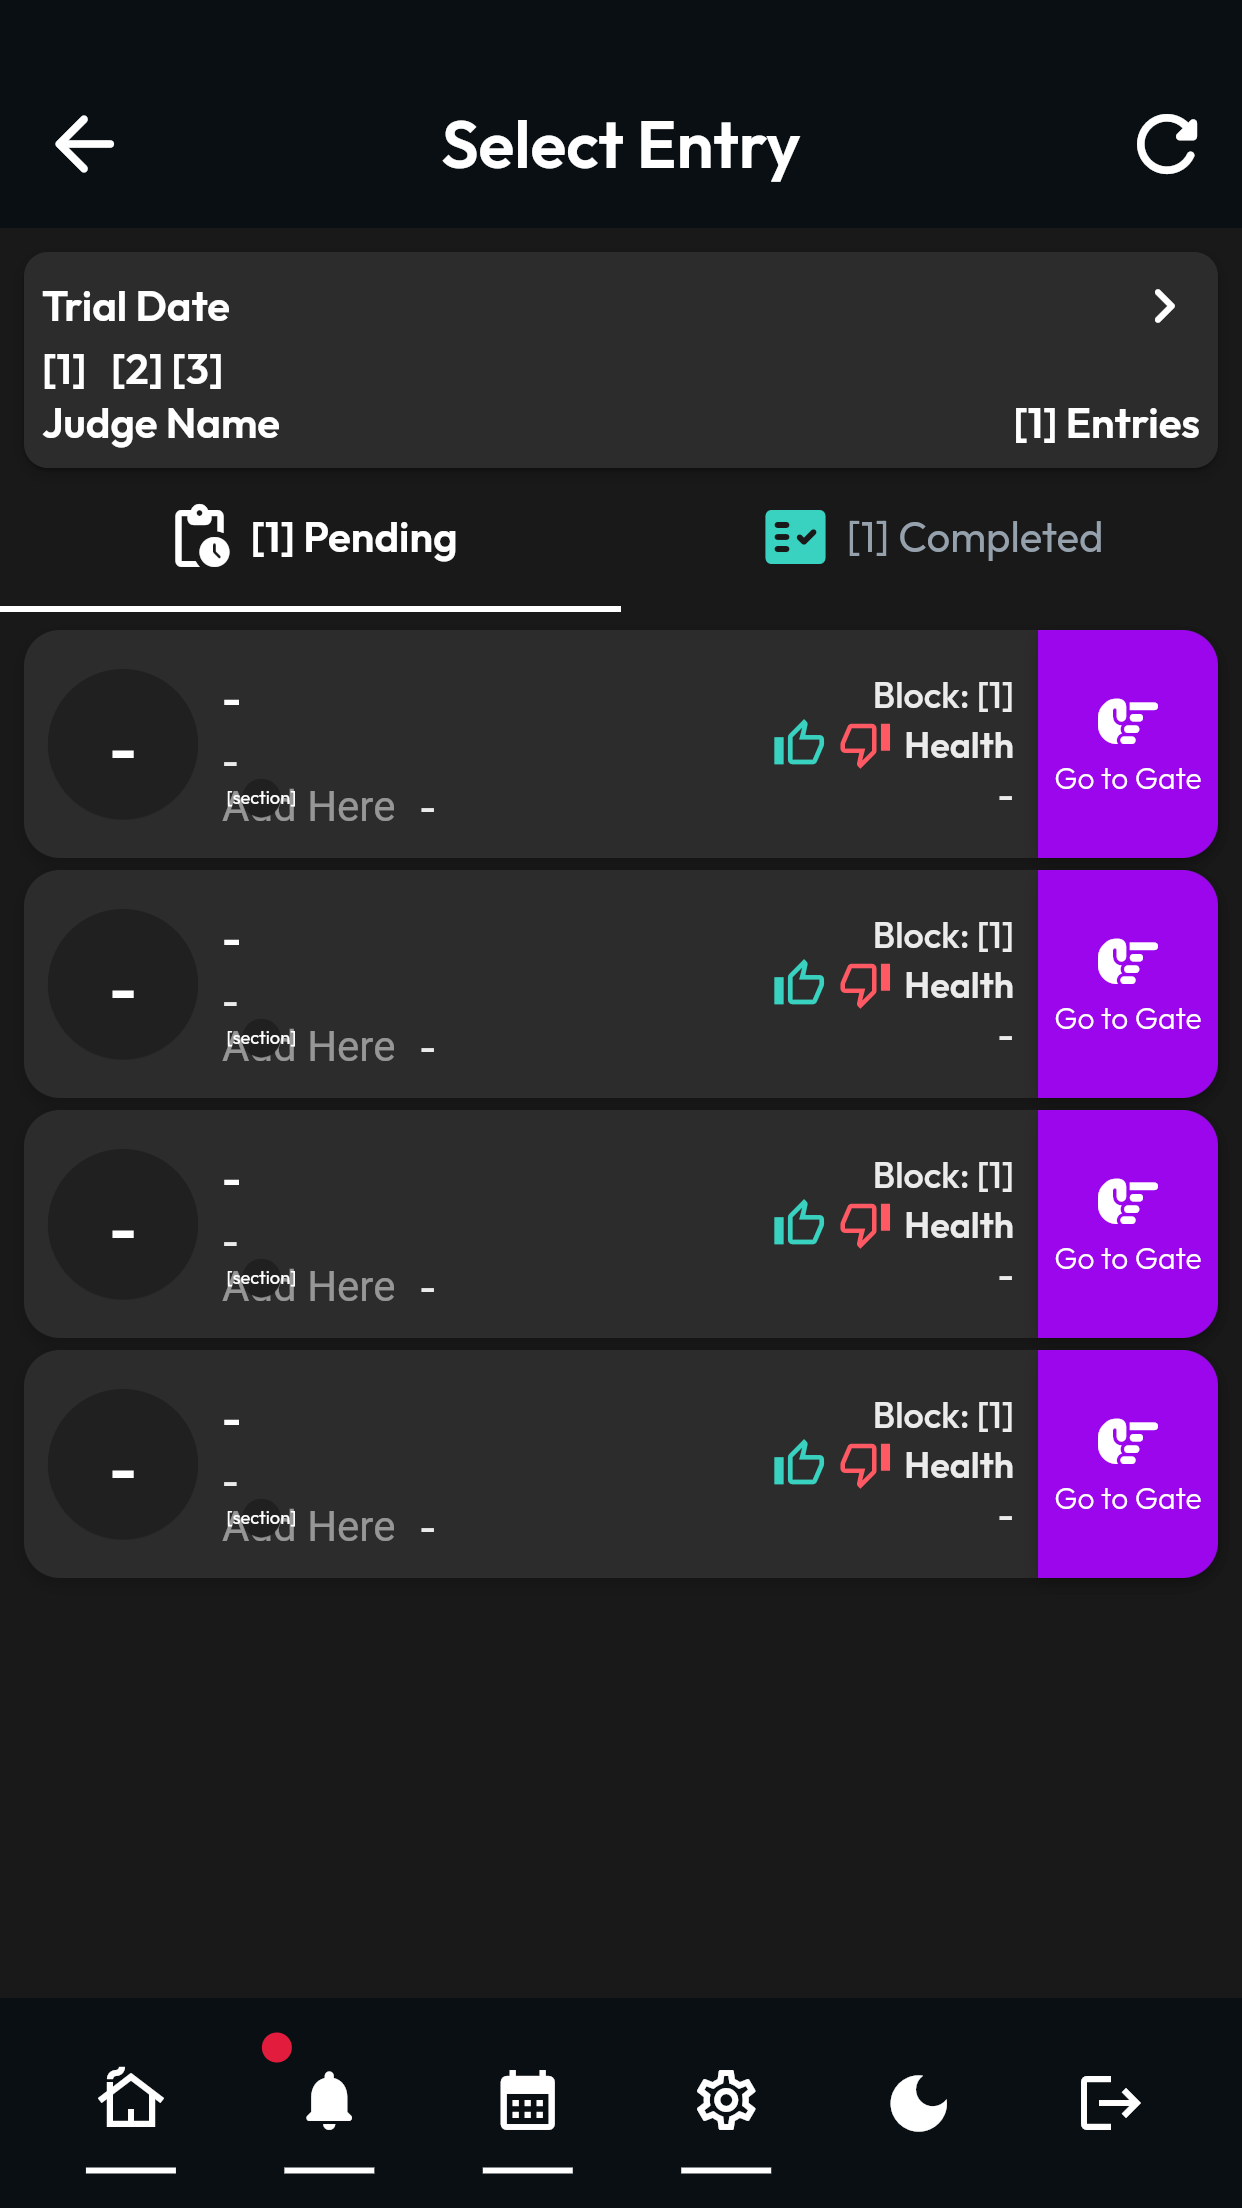 Select Entry
Trial Date
[1] [2] [3]
Judge Name [1] Entries
[1] Pending [1] Completed
-
-
-
[section]
Add Here -
Block: [1]
Health
-
Go to Gate
-
-
-
[section]
Add Here -
Block: [1]
Health
-
Go to Gate
-
-
-
[section]
Add Here -
Block: [1]
Health
-
Go to Gate
-
-
-
[section]
Add Here -
Block: [1]
Health
-
Go to Gate